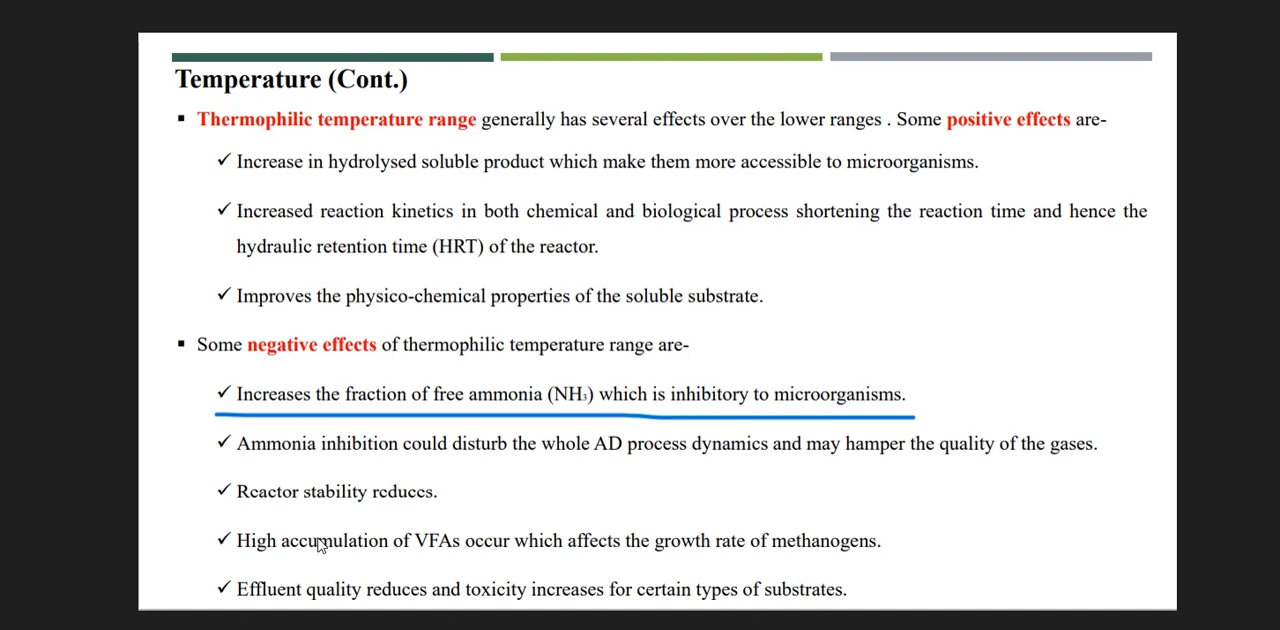 Temperature (Cont.)
▪ Thermophilic temperature range generally has several effects over the lower ranges . Some positive effects are-
✓ Increase in hydrolysed soluble product which make them more accessible to microorganisms.
✓ Increased reaction kinetics in both chemical and biological process shortening the reaction time and hence the
hydraulic retention time (HRT) of the reactor.
✓ Improves the physico-chemical properties of the soluble substrate.
▪ Some negative effects of thermophilic temperature range are-
✓ Increases the fraction of free ammonia (NH₃) which is inhibitory to microorganisms.
✓ Ammonia inhibition could disturb the whole AD process dynamics and may hamper the quality of the gases.
✓ Reactor stability reduces.
✓ High accumulation of VFAs occur which affects the growth rate of methanogens.
✓ Effluent quality reduces and toxicity increases for certain types of substrates.